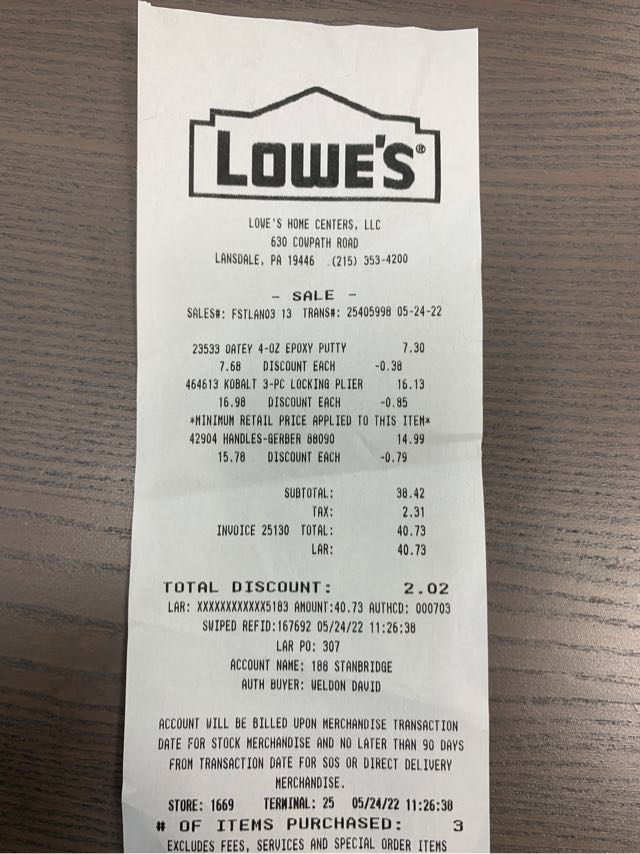 LOWE'S®
LOWE'S HOME CENTERS, LLC
630 COWPATH ROAD
LANSDALE, PA 19446 (215) 353-4200
- SALE -
SALES#: FSTLAN03 13 TRANS#: 25405998 05-24-22
23533 OATEY 4-OZ EPOXY PUTTY 7.30
7.68 DISCOUNT EACH -0.38
464613 KOBALT 3-PC LOCKING PLIER 16.13
16.98 DISCOUNT EACH -0.85
*MINIMUM RETAIL PRICE APPLIED TO THIS ITEM*
42904 HANDLES-GERBER 88090 14.99
15.78 DISCOUNT EACH -0.79
SUBTOTAL: 38.42
TAX: 2.31
INVOICE 25130 TOTAL: 40.73
LAR: 40.73
TOTAL DISCOUNT: 2.02
LAR: XXXXXXXXXXXX5183 AMOUNT:40.73 AUTHCD: 000703
SWIPED REFID:167692 05/24/22 11:26:38
LAR PO: 307
ACCOUNT NAME: 188 STANBRIDGE
AUTH BUYER: WELDON DAVID
ACCOUNT WILL BE BILLED UPON MERCHANDISE TRANSACTION
DATE FOR STOCK MERCHANDISE AND NO LATER THAN 90 DAYS
FROM TRANSACTION DATE FOR SOS OR DIRECT DELIVERY
MERCHANDISE.
STORE: 1669 TERMINAL: 25 05/24/22 11:26:38
# OF ITEMS PURCHASED: 3
EXCLUDES FEES, SERVICES AND SPECIAL ORDER ITEMS